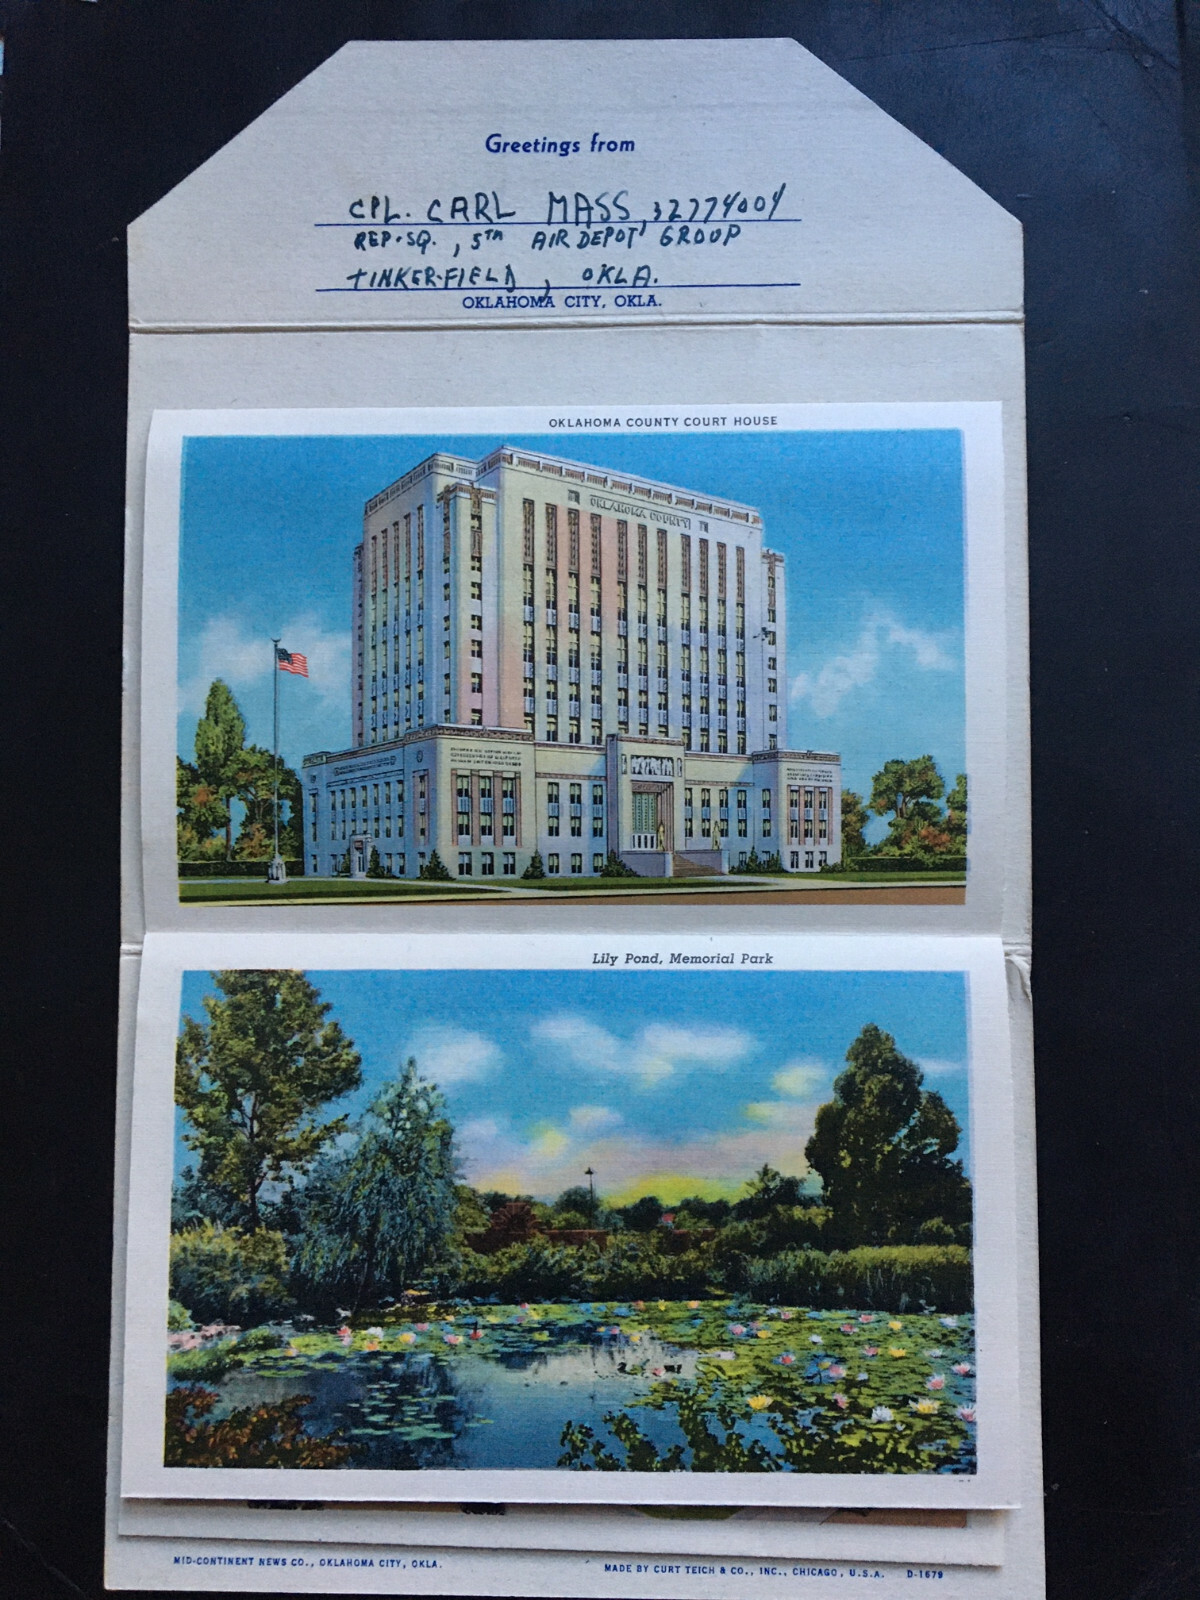 Greetings from
CPL. CARL MASS, 32774004
REP. SQ., 5TH AIR DEPOT GROUP
TINKER-FIELD, OKLA.
OKLAHOMA CITY, OKLA.
OKLAHOMA COUNTY COURT HOUSE
OKLAHOMA COUNTY
Lily Pond, Memorial Park
MID-CONTINENT NEWS CO., OKLAHOMA CITY, OKLA.
MADE BY CURT TEICH & CO., INC., CHICAGO, U.S.A. D-1679